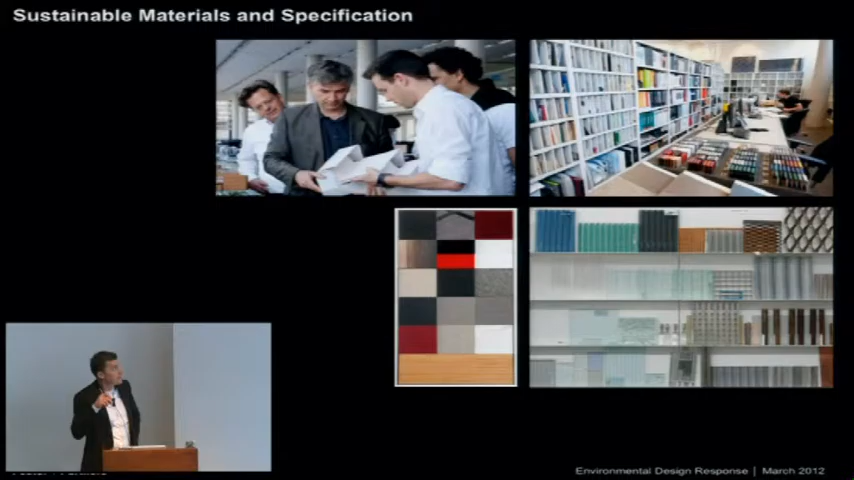 Sustainable Materials and Specification
Environmental Design Response | March 2012